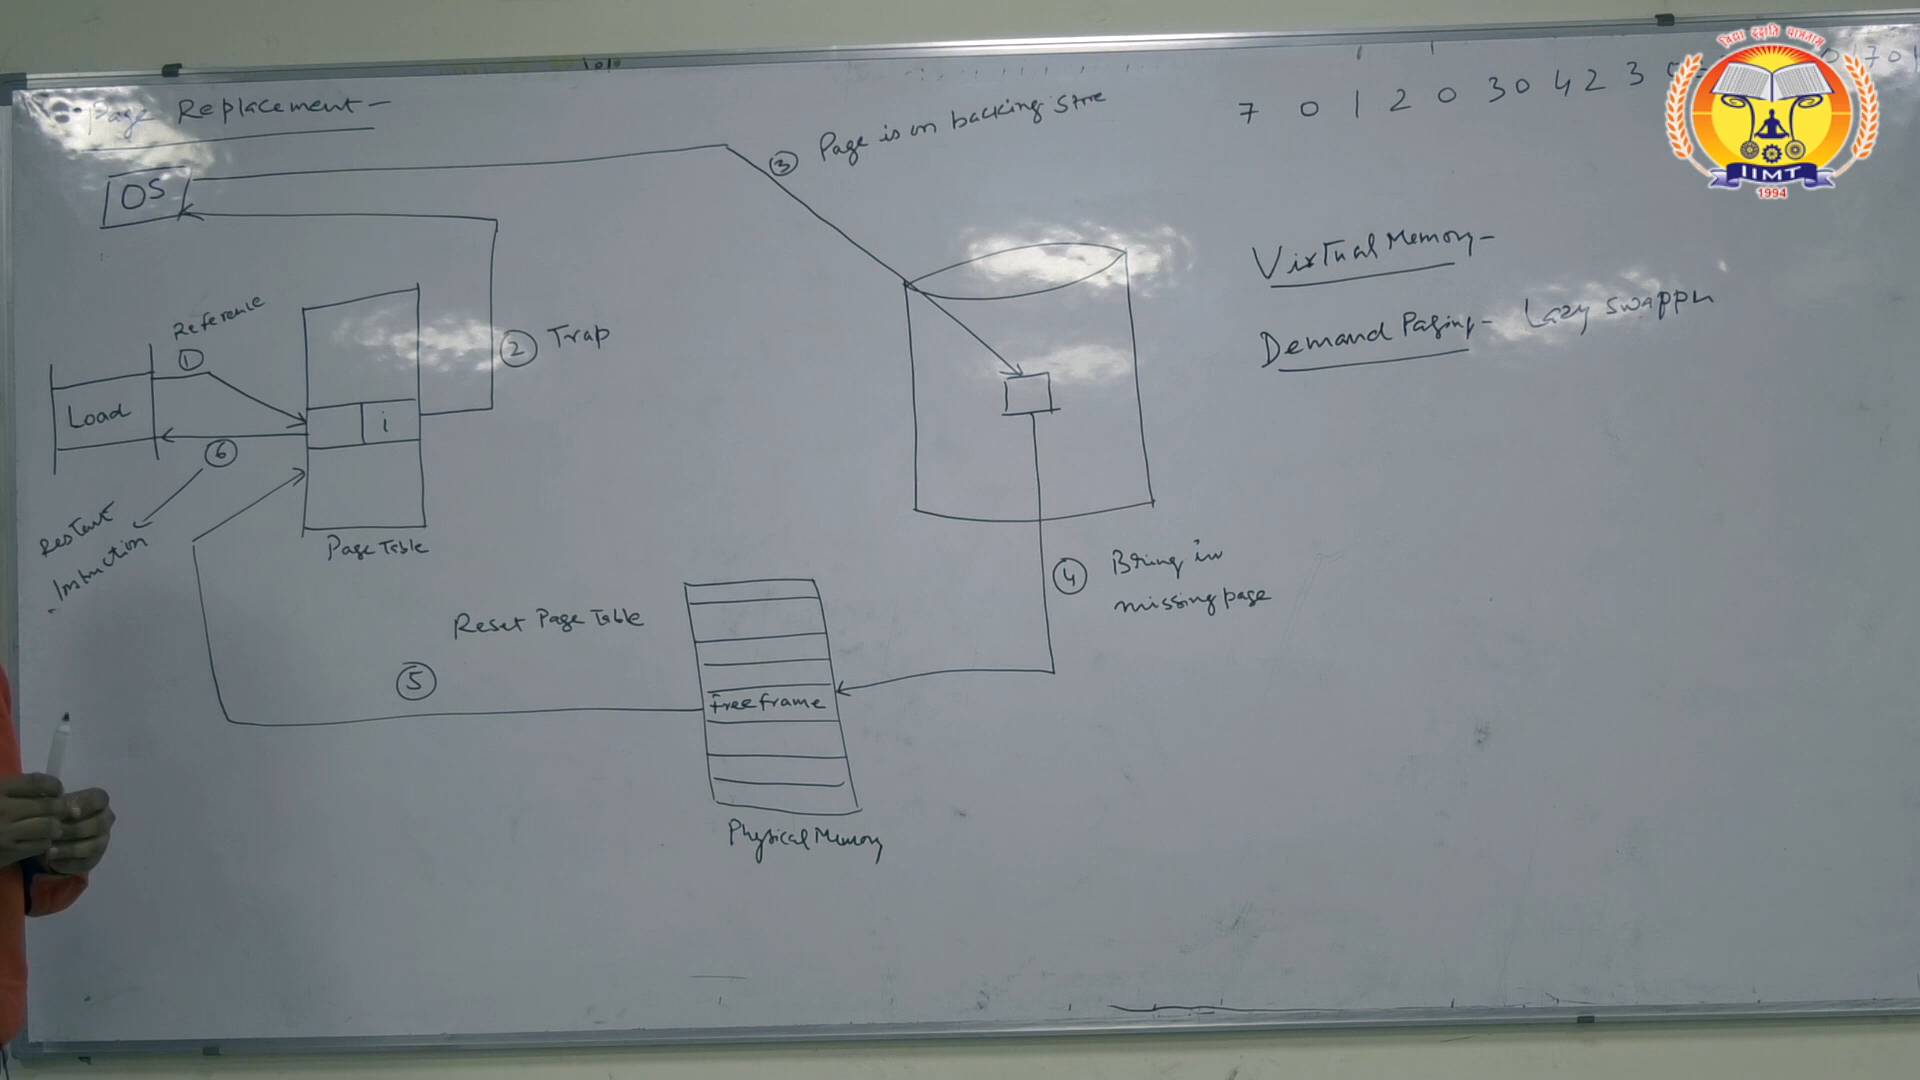 Page Replacement -
7 0 1 2 0 3 0 4 2 3
OS
③ Page is on backing store
Virtual Memory -
Demand Paging - Lazy swapper
Reference
①
② Trap
Load
i
⑥
Restart
Instruction
Page Table
④ Bring in
missing page
Reset Page Table
⑤
free frame
Physical Memory
विद्या ददाति पात्रताम्
IIMT
1994